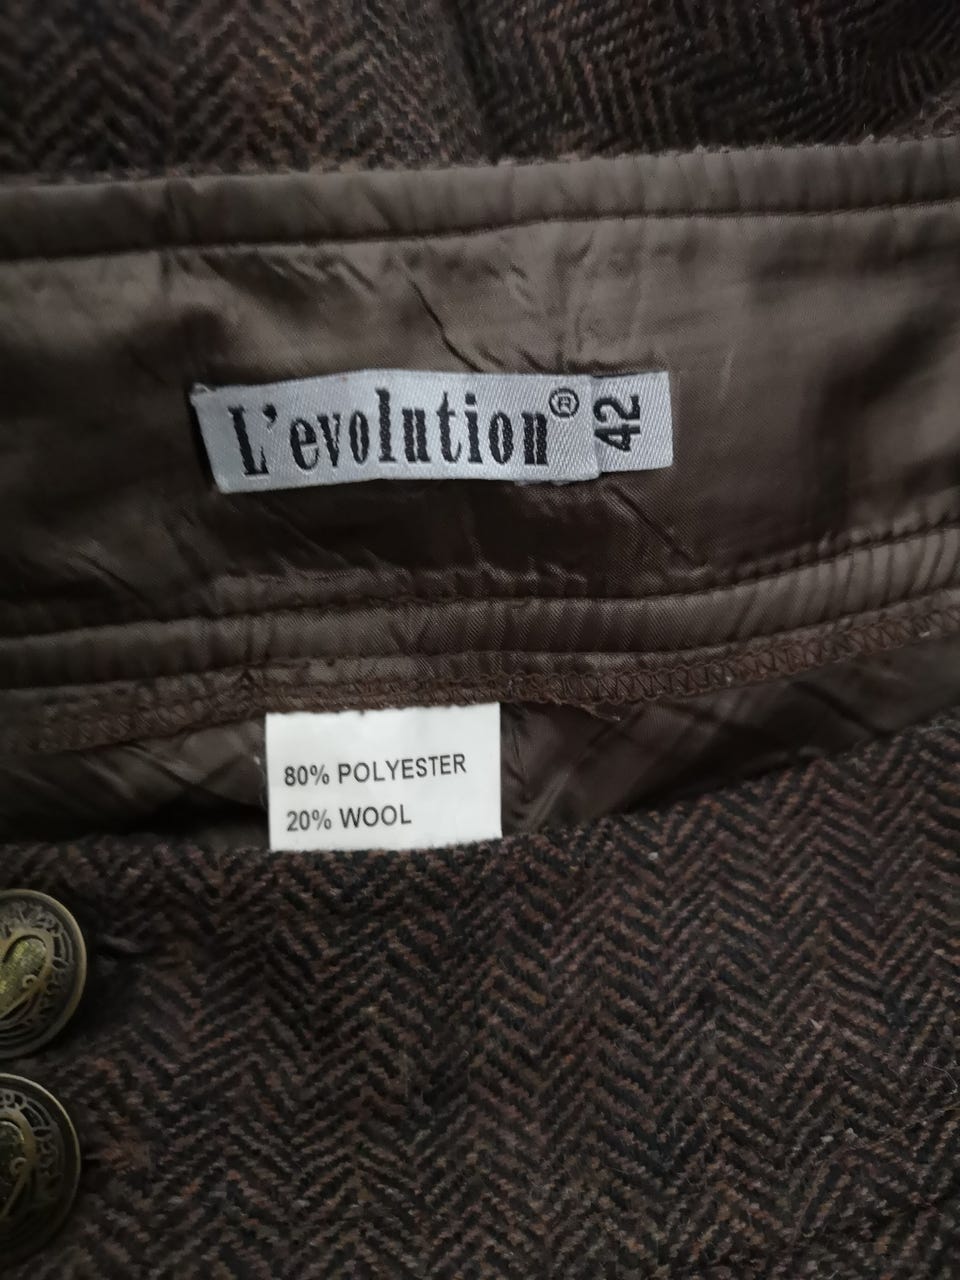 L'evolution® 42
80% POLYESTER
20% WOOL